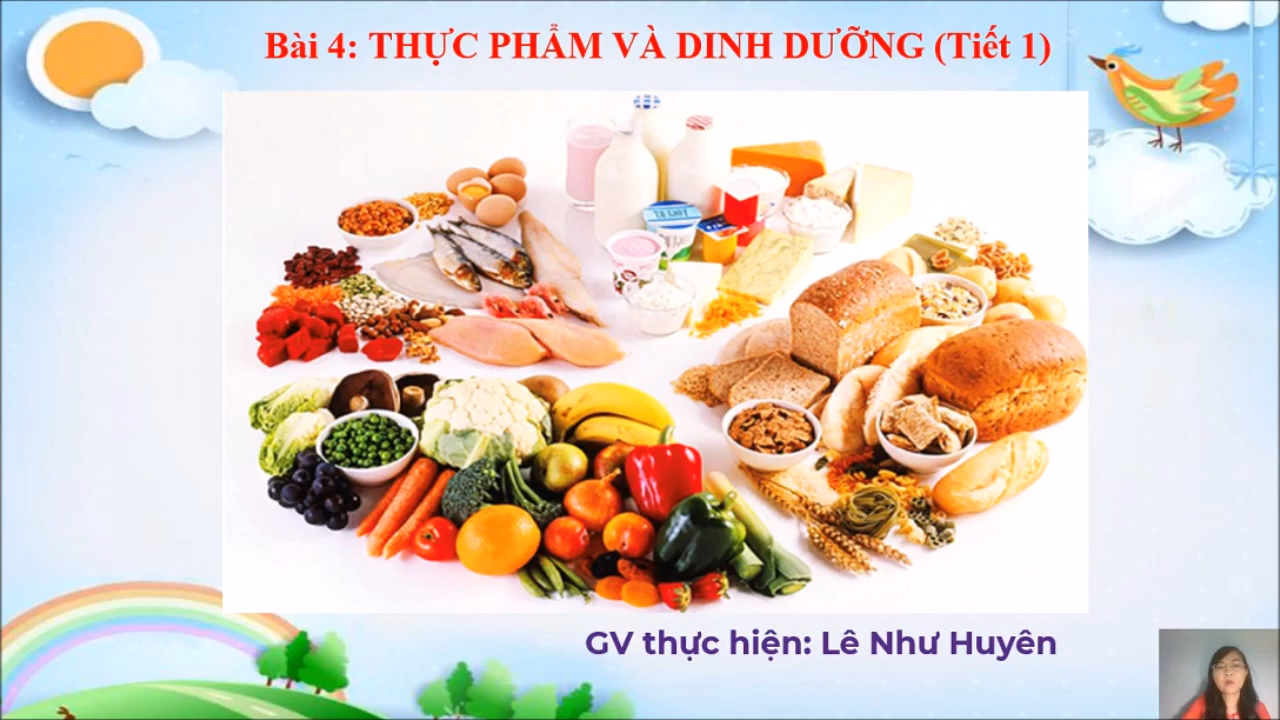 Bài 4: THỰC PHẨM VÀ DINH DƯỠNG (Tiết 1)
GV thực hiện: Lê Như Huyên